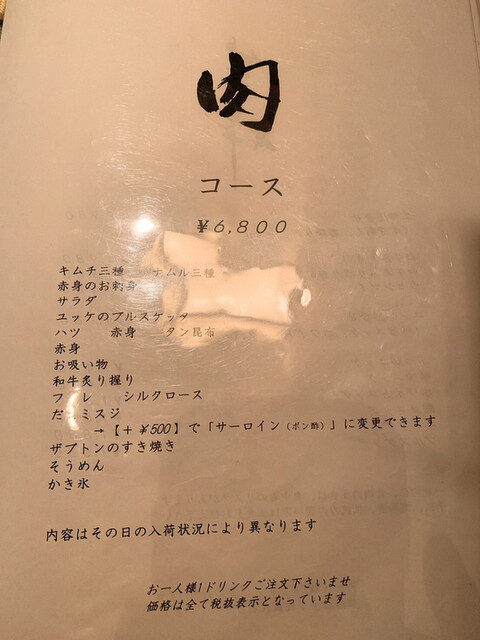 肉
コース
¥6,800
キムチ三種 ナムル三種
赤身のお刺身
サラダ
ユッケのブルスケッタ
ハツ 赤身 タン昆布
赤身
お吸い物
和牛炙り握り
シルクロース
ミスジ
→【+¥500】で「サーロイン(ポン酢)」に変更できます
ザブトンのすき焼き
そうめん
かき氷
内容はその日の入荷状況により異なります
お一人様1ドリンクご注文下さいませ
価格は全て税抜表示となっています